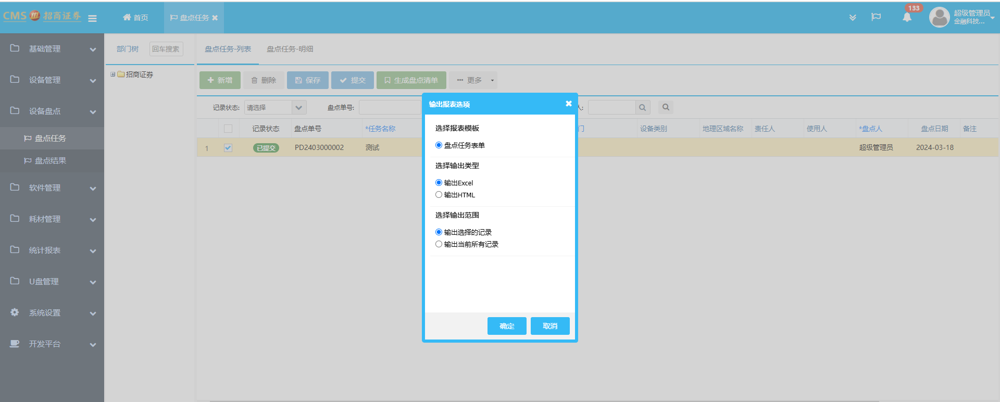 CMS 招商证券
首页
盘点任务
133
超级管理员
金融科技...
基础管理
设备管理
设备盘点
盘点任务
盘点结果
软件管理
耗材管理
统计报表
U盘管理
系统设置
开发平台
部门树
回车搜索
招商证券
盘点任务-列表 盘点任务-明细
新增 删除 保存 提交 生成盘点清单 更多
记录状态: 请选择 盘点单号: 人:
记录状态 盘点单号 *任务名称 门 设备类别 地理区域名称 责任人 使用人 *盘点人 盘点日期 备注
1 已提交 PD2403000002 测试 超级管理员 2024-03-18
输出报表选项
选择报表模板
盘点任务表单
选择输出类型
输出Excel
输出HTML
选择输出范围
输出选择的记录
输出当前所有记录
确定 取消